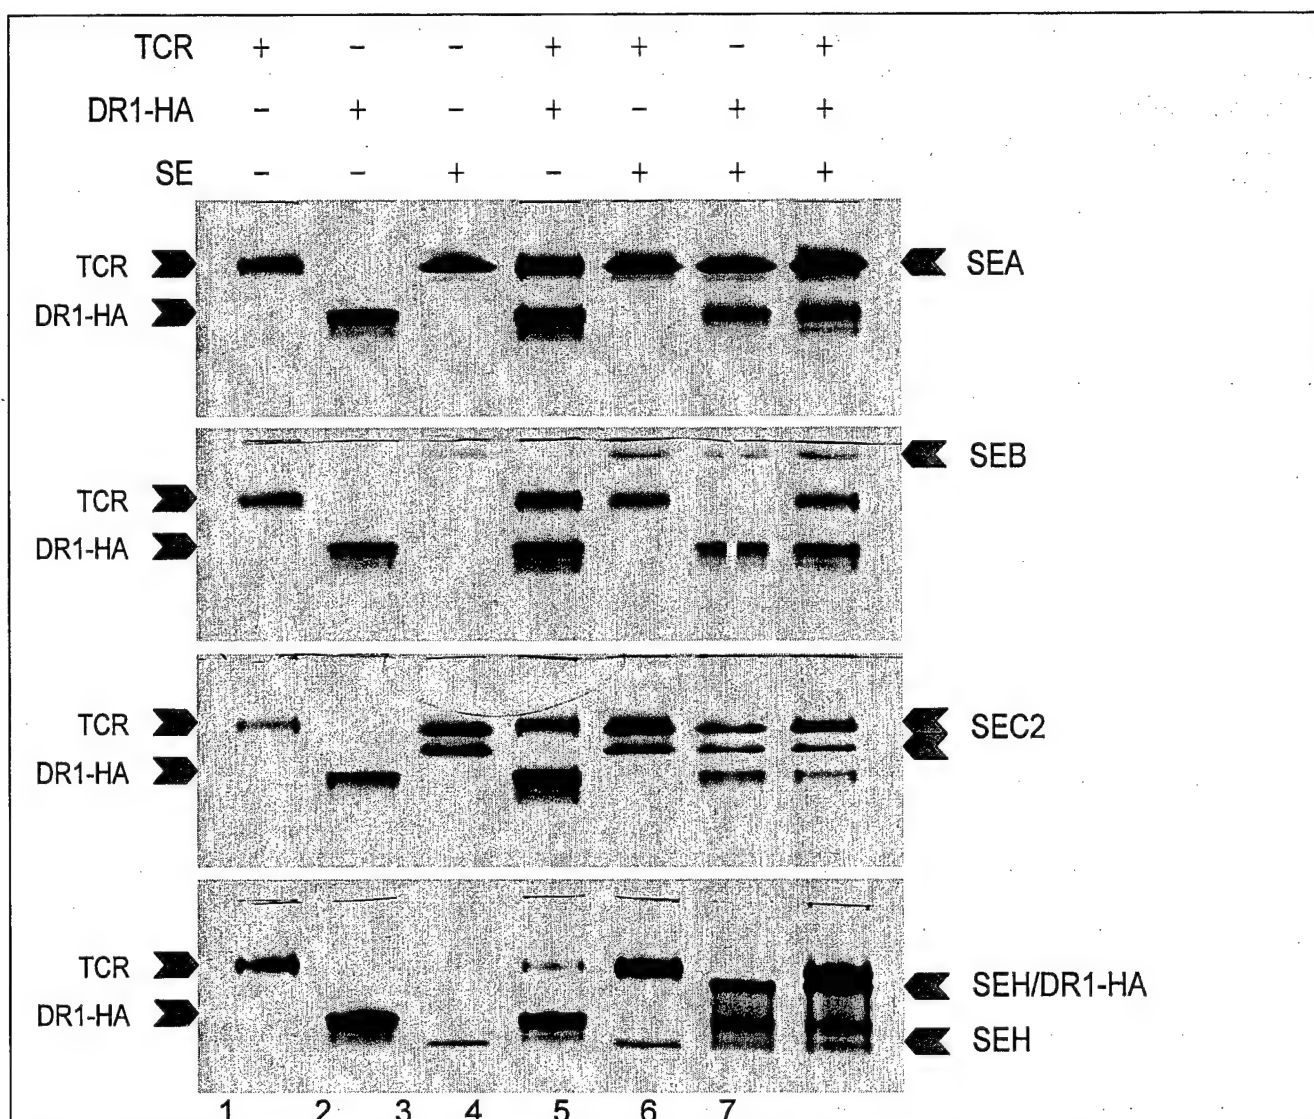 TCR + - - + + - +
DR1-HA - + - + - + +
SE - - + - + + +
TCR SEA
DR1-HA
SEB
TCR
DR1-HA
TCR SEC2
DR1-HA
TCR
SEH/DR1-HA
DR1-HA
SEH
1 2 3 4 5 6 7